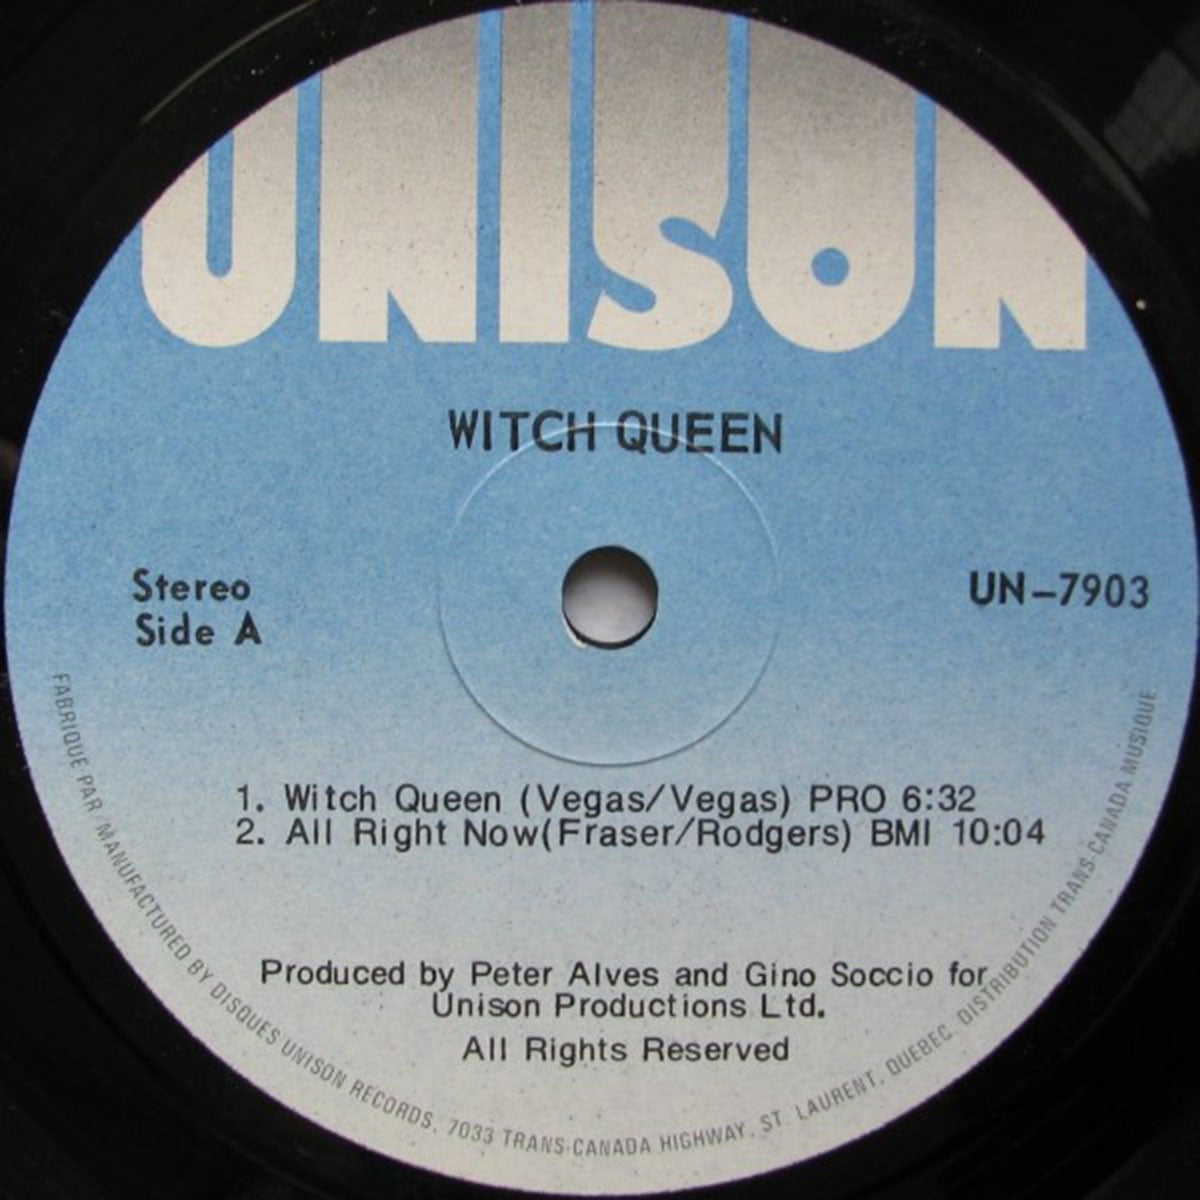 UNISON
WITCH QUEEN
Stereo
Side A
UN-7903
1. Witch Queen (Vegas/Vegas) PRO 6:32
2. All Right Now(Fraser/Rodgers) BMI 10:04
Produced by Peter Alves and Gino Soccio for
Unison Productions Ltd.
All Rights Reserved
FABRIQUE PAR/MANUFACTURED BY DISQUES UNISON RECORDS, 7033 TRANS-CANADA HIGHWAY, ST. LAURENT, QUEBEC. DISTRIBUTION TRANS-CANADA MUSIQUE